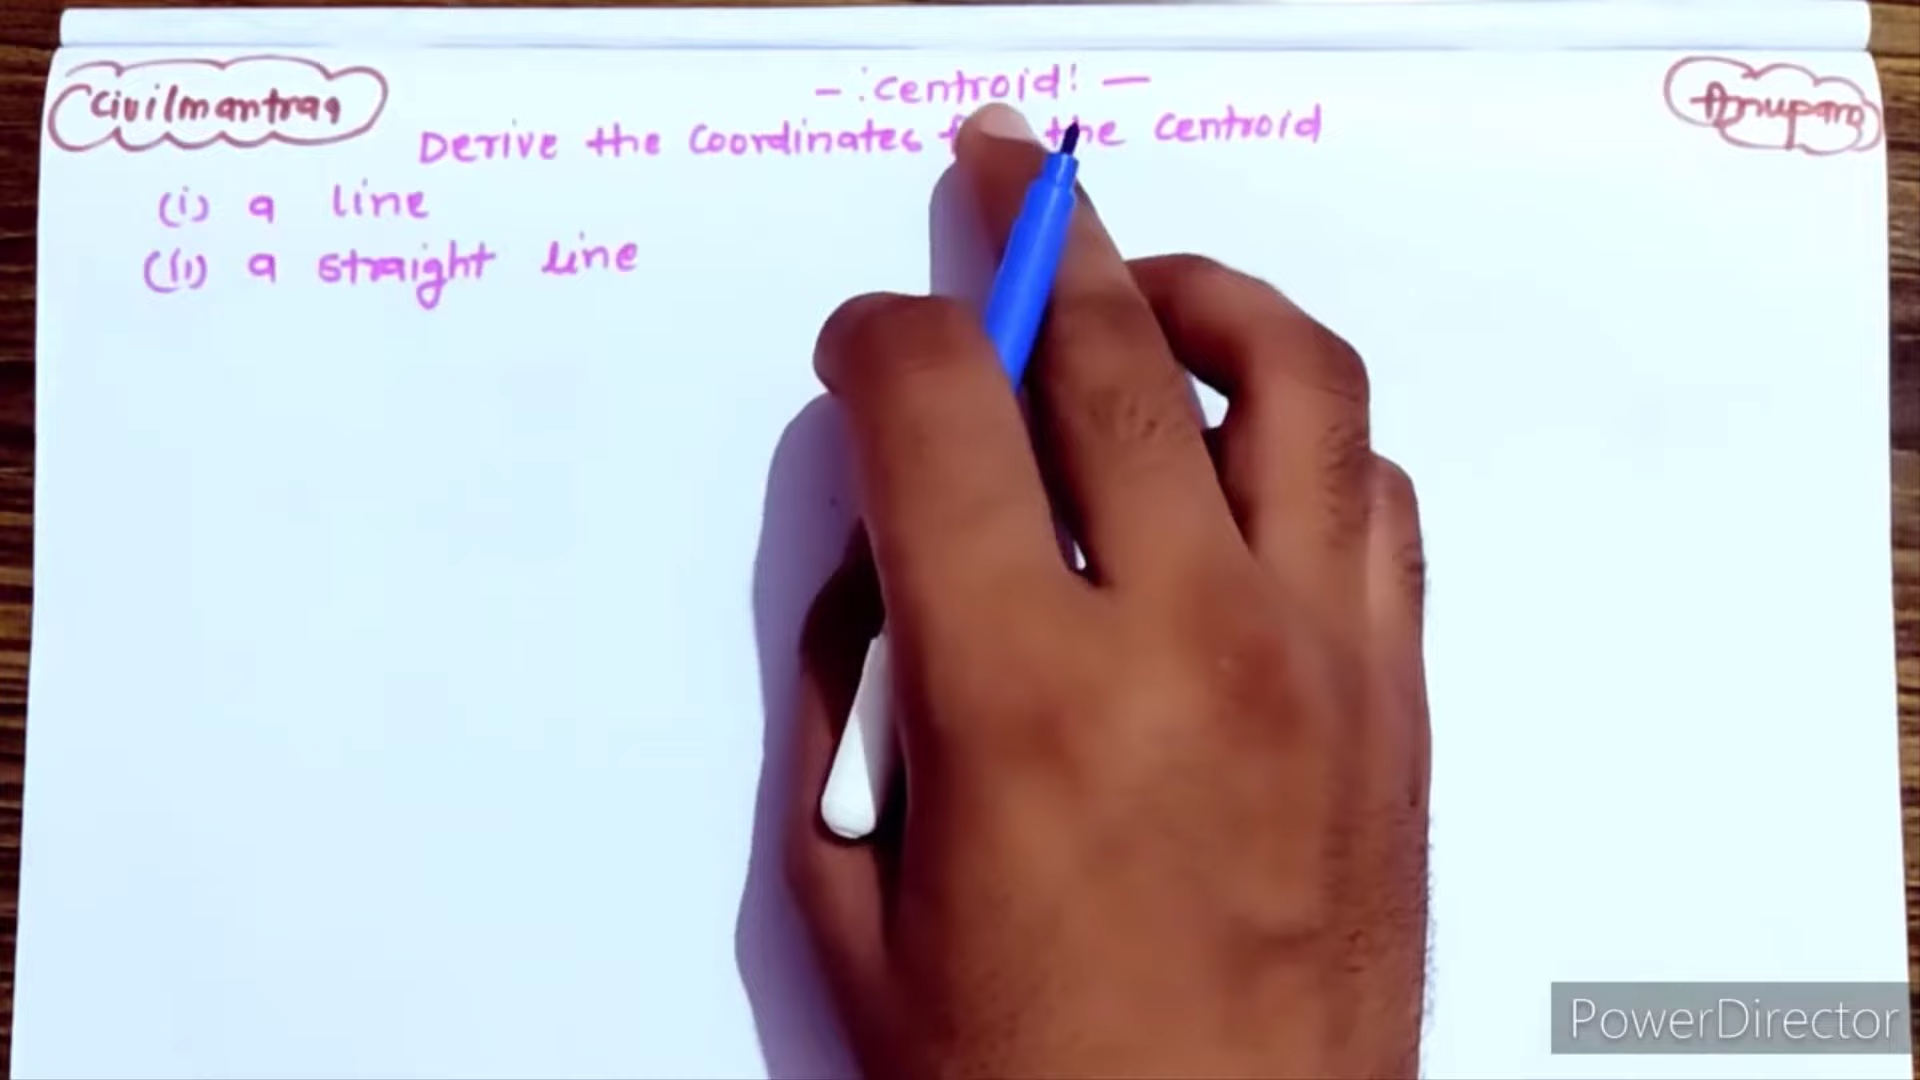 civilmantraa
-:centroid:-
Anupam
Derive the Coordinates the centroid
(i) a line
(ii) a straight line
PowerDirector